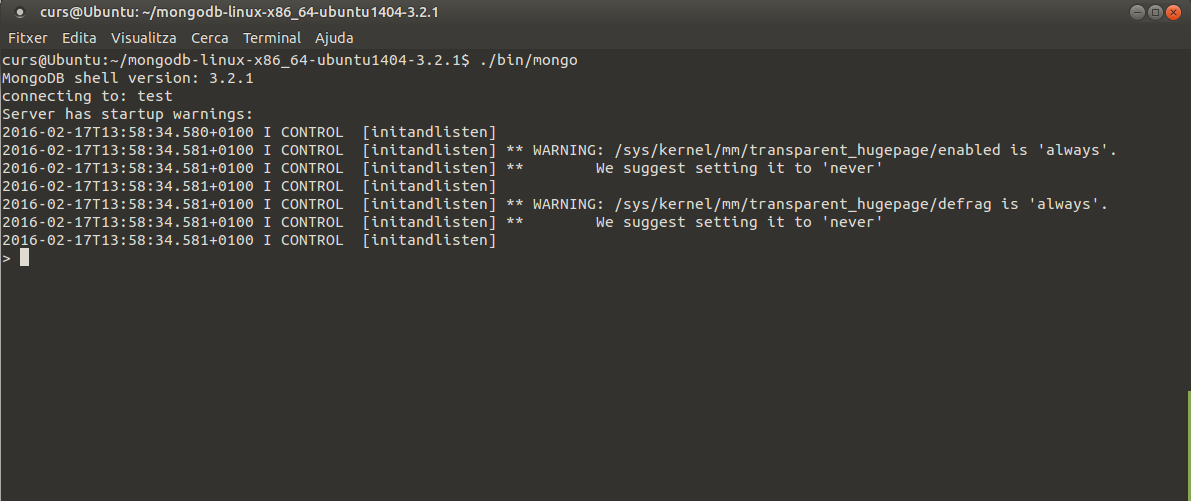 curs@Ubuntu: ~/mongodb-linux-x86_64-ubuntu1404-3.2.1
Fitxer Edita Visualitza Cerca Terminal Ajuda
curs@Ubuntu:~/mongodb-linux-x86_64-ubuntu1404-3.2.1$ ./bin/mongo
MongoDB shell version: 3.2.1
connecting to: test
Server has startup warnings:
2016-02-17T13:58:34.580+0100 I CONTROL  [initandlisten]
2016-02-17T13:58:34.581+0100 I CONTROL  [initandlisten] ** WARNING: /sys/kernel/mm/transparent_hugepage/enabled is 'always'.
2016-02-17T13:58:34.581+0100 I CONTROL  [initandlisten] **        We suggest setting it to 'never'
2016-02-17T13:58:34.581+0100 I CONTROL  [initandlisten]
2016-02-17T13:58:34.581+0100 I CONTROL  [initandlisten] ** WARNING: /sys/kernel/mm/transparent_hugepage/defrag is 'always'.
2016-02-17T13:58:34.581+0100 I CONTROL  [initandlisten] **        We suggest setting it to 'never'
2016-02-17T13:58:34.581+0100 I CONTROL  [initandlisten]
>